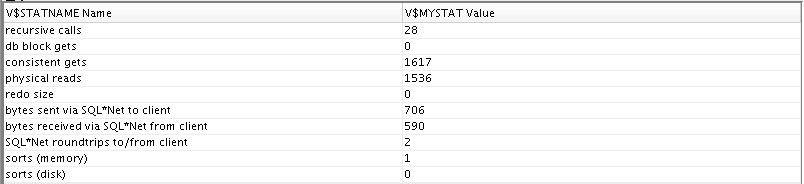 V$STATNAME Name V$MYSTAT Value
recursive calls 28
db block gets 0
consistent gets 1617
physical reads 1536
redo size 0
bytes sent via SQL*Net to client 706
bytes received via SQL*Net from client 590
SQL*Net roundtrips to/from client 2
sorts (memory) 1
sorts (disk) 0